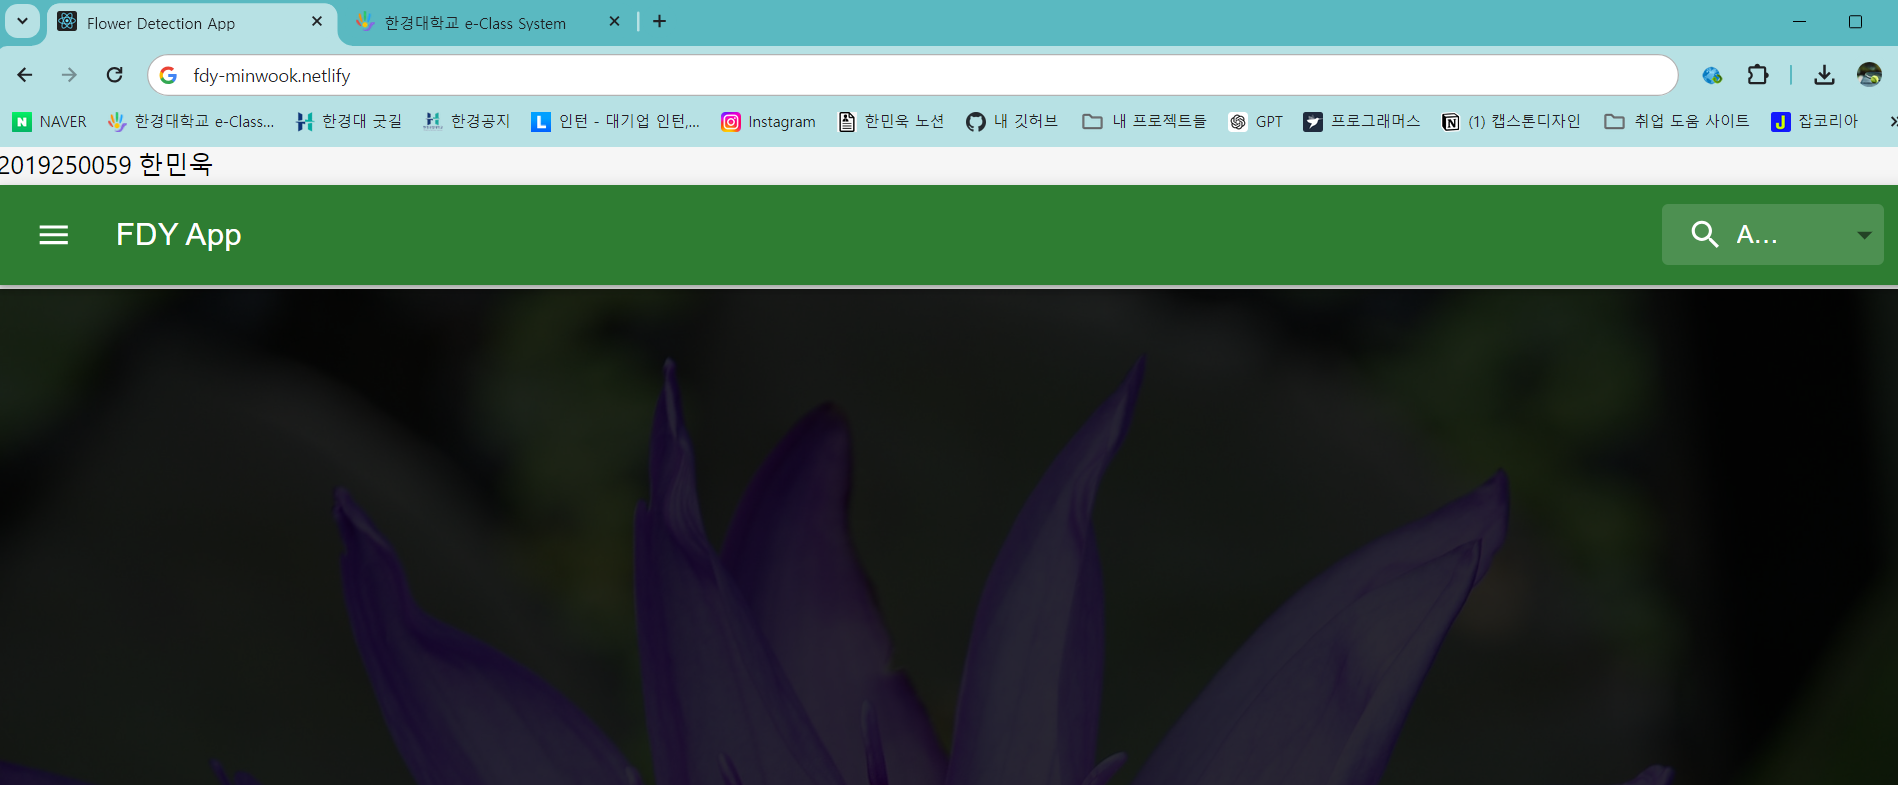 Flower Detection App
한경대학교 e-Class System
fdy-minwook.netlify
NAVER 한경대학교 e-Class... 한경대 굿길 한경공지 인턴 - 대기업 인턴,... Instagram 한민욱 노션 내 깃허브 내 프로젝트들 GPT 프로그래머스 (1) 캡스톤디자인 취업 도움 사이트 잡코리아
2019250059 한민욱
FDY App
A...